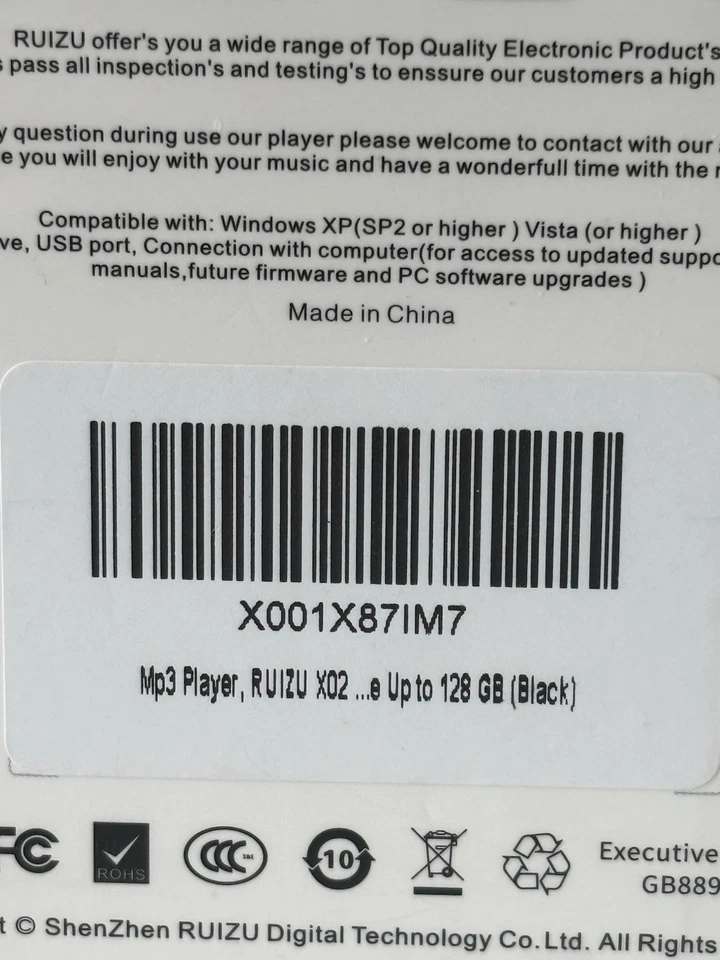 RUIZU offer's you a wide range of Top Quality Electronic Product's
pass all inspection's and testing's to enssure our customers a high
question during use our player please welcome to contact with our
you will enjoy with your music and have a wonderfull time with the
Compatible with: Windows XP(SP2 or higher ) Vista (or higher )
USB port, Connection with computer(for access to updated
manuals,future firmware and PC software upgrades )
Made in China
X001X87IM7
Mp3 Player, RUIZU X02 ...e Up to 128 GB (Black)
FC ROHS CCC S&E 10 Executive
GB889
© ShenZhen RUIZU Digital Technology Co.Ltd. All Rights